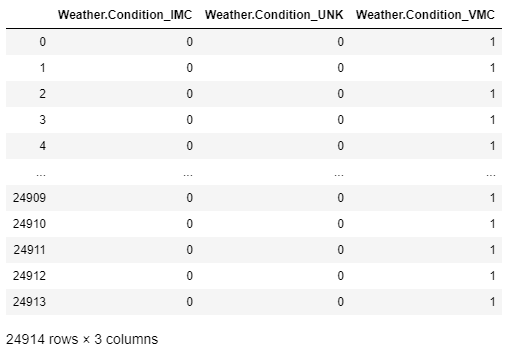 Weather.Condition_IMC Weather.Condition_UNK Weather.Condition_VMC
0 0 0 1
1 0 0 1
2 0 0 1
3 0 0 1
4 0 0 1
... ... ... ...
24909 0 0 1
24910 0 0 1
24911 0 0 1
24912 0 0 1
24913 0 0 1
24914 rows × 3 columns